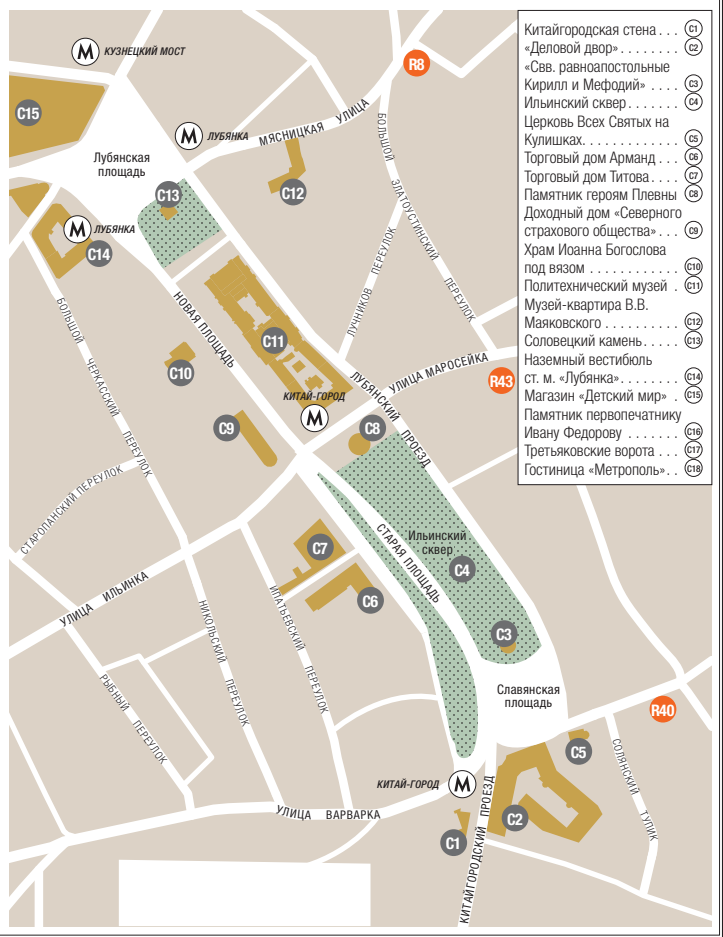 КУЗНЕЦКИЙ МОСТ
R8
C15
ЛУБЯНКА
МЯСНИЦКАЯ УЛИЦА
БОЛЬШОЙ ЗЛАТОУСТИНСКИЙ ПЕРЕУЛОК
Лубянская
площадь
C13
C12
ЛУБЯНКА
C14
ЛУЧНИКОВ ПЕРЕУЛОК
НОВАЯ ПЛОЩАДЬ
БОЛЬШОЙ ЧЕРКАССКИЙ ПЕРЕУЛОК
C11
C10
УЛИЦА МАРОСЕЙКА
R43
ЛУБЯНСКИЙ ПРОЕЗД
КИТАЙ-ГОРОД
C9
C8
СТАРОПАНСКИЙ ПЕРЕУЛОК
СТАРАЯ ПЛОЩАДЬ
Ильинский
сквер
C7
C4
C6
УЛИЦА ИЛЬИНКА
ИПАТЬЕВСКИЙ ПЕРЕУЛОК
НИКОЛЬСКИЙ ПЕРЕУЛОК
C3
РЫБНЫЙ ПЕРЕУЛОК
Славянская
площадь
R40
C5
СОЛЯНСКИЙ ТУПИК
КИТАЙ-ГОРОД
УЛИЦА ВАРВАРКА
C2
C1
КИТАЙГОРОДСКИЙ ПРОЕЗД
Китайгородская стена . . . C1
«Деловой двор» . . . . . . . . C2
«Свв. равноапостольные
Кирилл и Мефодий» . . . . C3
Ильинский сквер . . . . . . . C4
Церковь Всех Святых на
Кулишках. . . . . . . . . . . . . C5
Торговый дом Арманд . . . C6
Торговый дом Титова . . . . C7
Памятник героям Плевны C8
Доходный дом «Северного
страхового общества» . . . C9
Храм Иоанна Богослова
под вязом . . . . . . . . . . . . C10
Политехнический музей . C11
Музей-квартира В.В.
Маяковского . . . . . . . . . . C12
Соловецкий камень. . . . . C13
Наземный вестибюль
ст. м. «Лубянка». . . . . . . . C14
Магазин «Детский мир» . C15
Памятник первопечатнику
Ивану Федорову . . . . . . . C16
Третьяковские ворота . . . C17
Гостиница «Метрополь». . C18